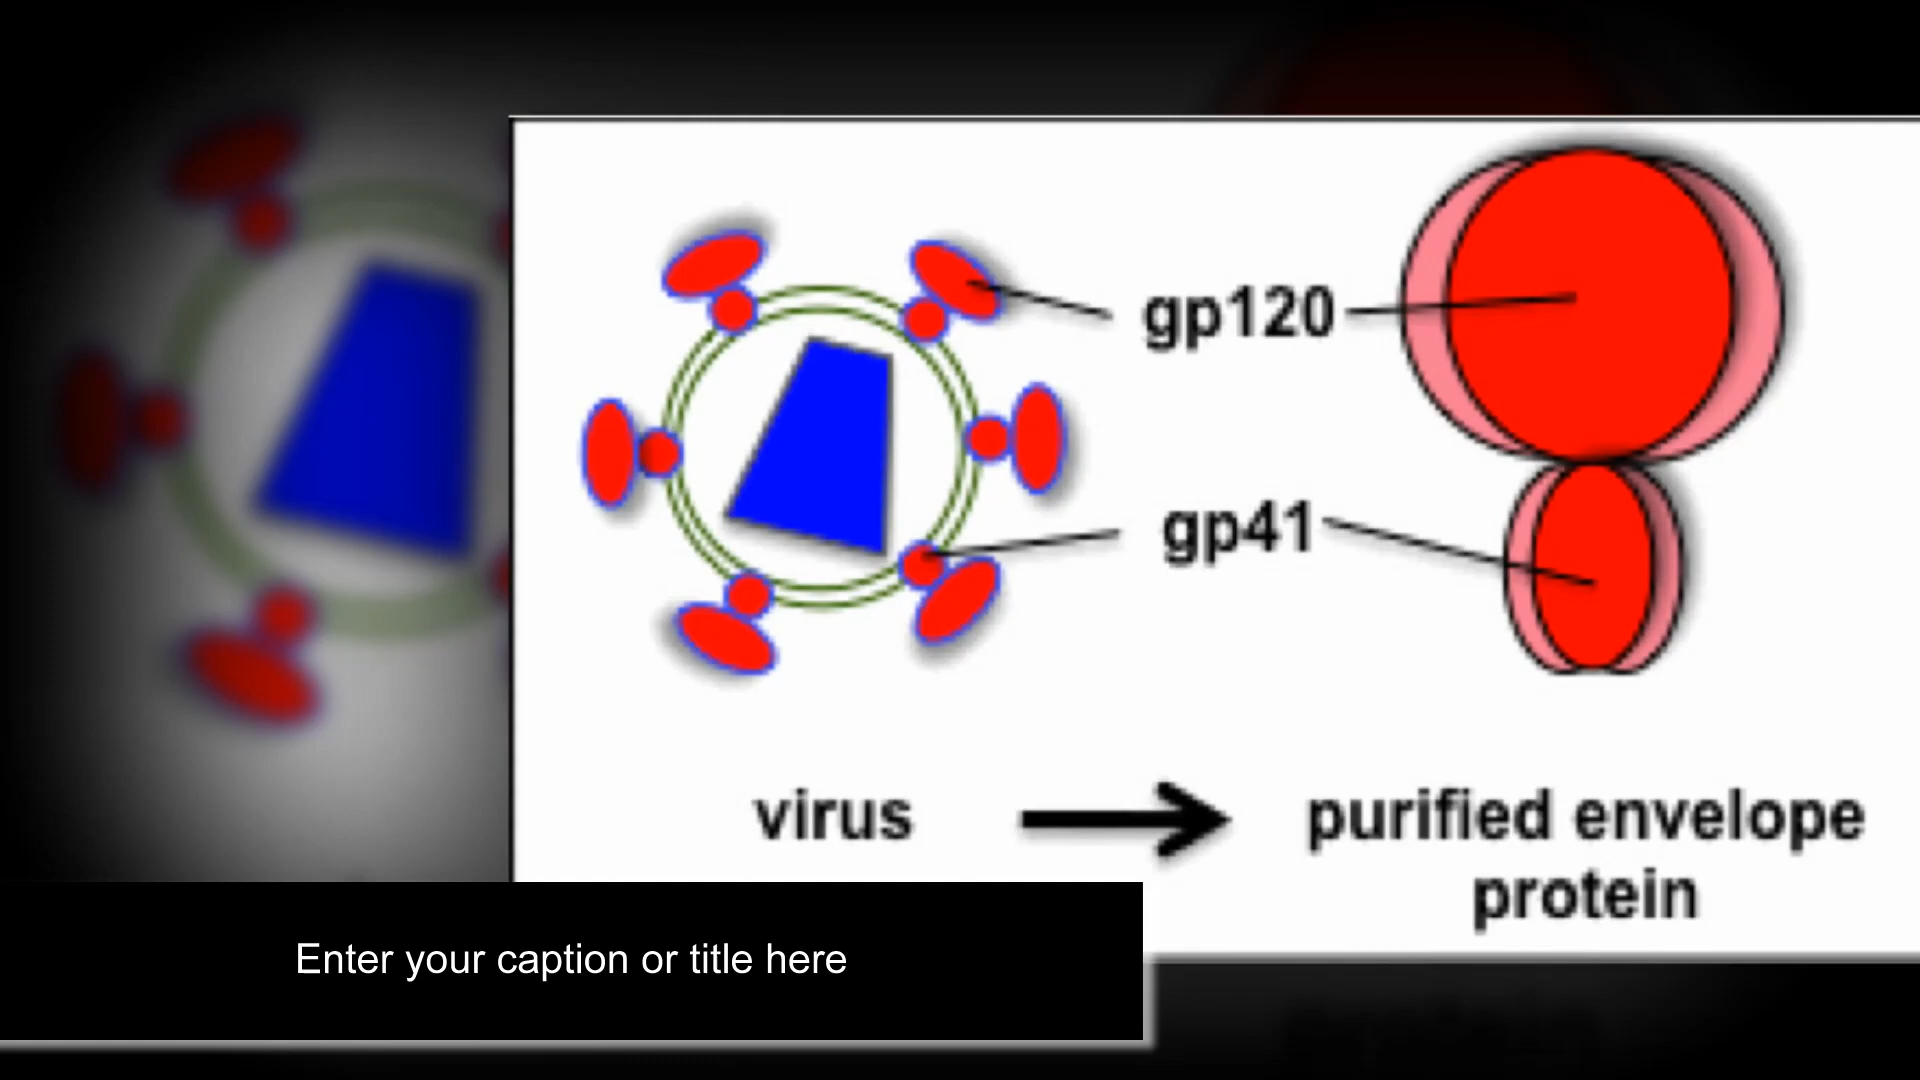 gp120
gp41
virus
purified envelope
protein
Enter your caption or title here